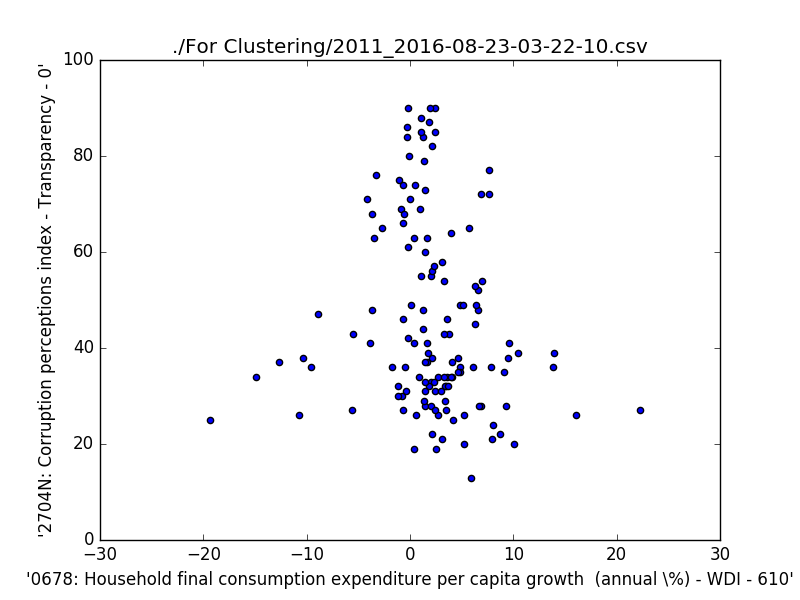 ./For Clustering/2011_2016-08-23-03-22-10.csv
100
80
60
40
20
0
'2704N: Corruption perceptions index - Transparency - 0'
−30 −20 −10 0 10 20 30
'0678: Household final consumption expenditure per capita growth  (annual \%) - WDI - 610'